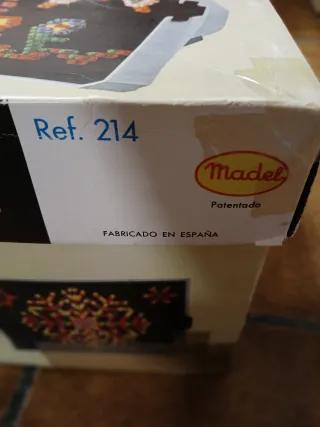 Ref. 214
Madel
Patentado
FABRICADO EN ESPAÑA